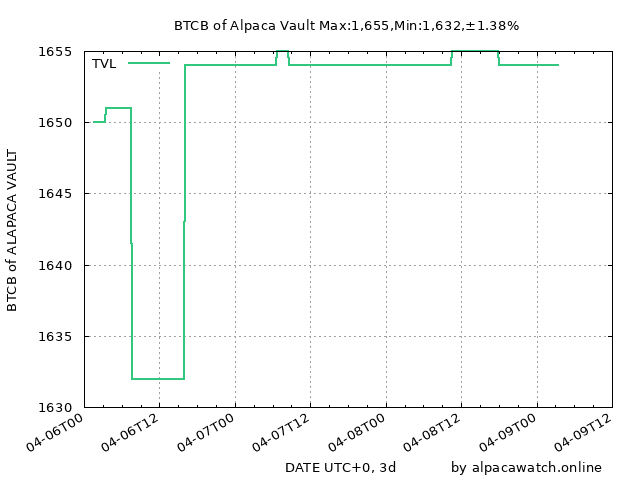 BTCB of Alpaca Vault Max:1,655,Min:1,632,±1.38%
TVL
1655
1650
1645
1640
1635
1630
BTCB of ALAPACA VAULT
04-06T00
04-06T12
04-07T00
04-07T12
04-08T00
04-08T12
04-09T00
04-09T12
DATE UTC+0, 3d
by alpacawatch.online